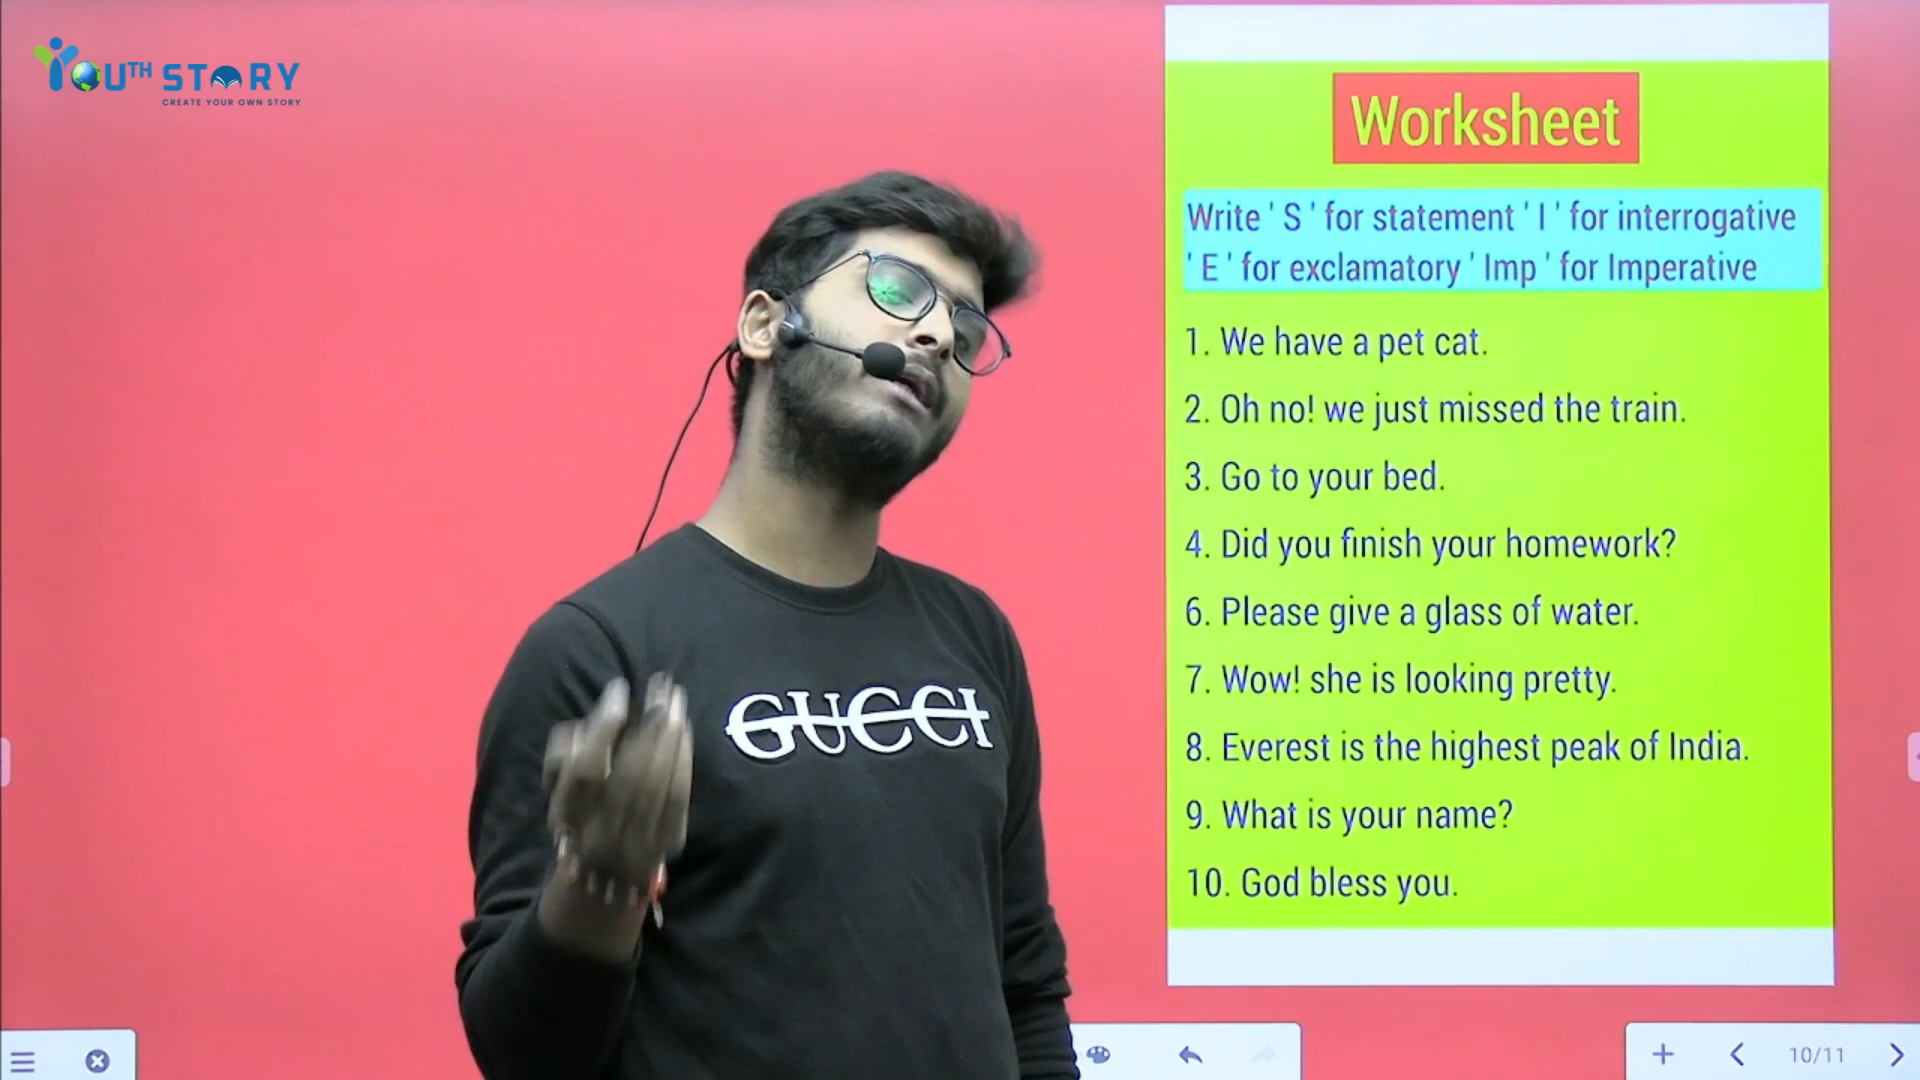 YOUTH STORY
CREATE YOUR OWN STORY
Worksheet
Write ' S ' for statement ' I ' for interrogative
' E ' for exclamatory ' Imp ' for Imperative
1. We have a pet cat.
2. Oh no! we just missed the train.
3. Go to your bed.
4. Did you finish your homework?
6. Please give a glass of water.
7. Wow! she is looking pretty.
8. Everest is the highest peak of India.
9. What is your name?
10. God bless you.
GUCCI
10/11